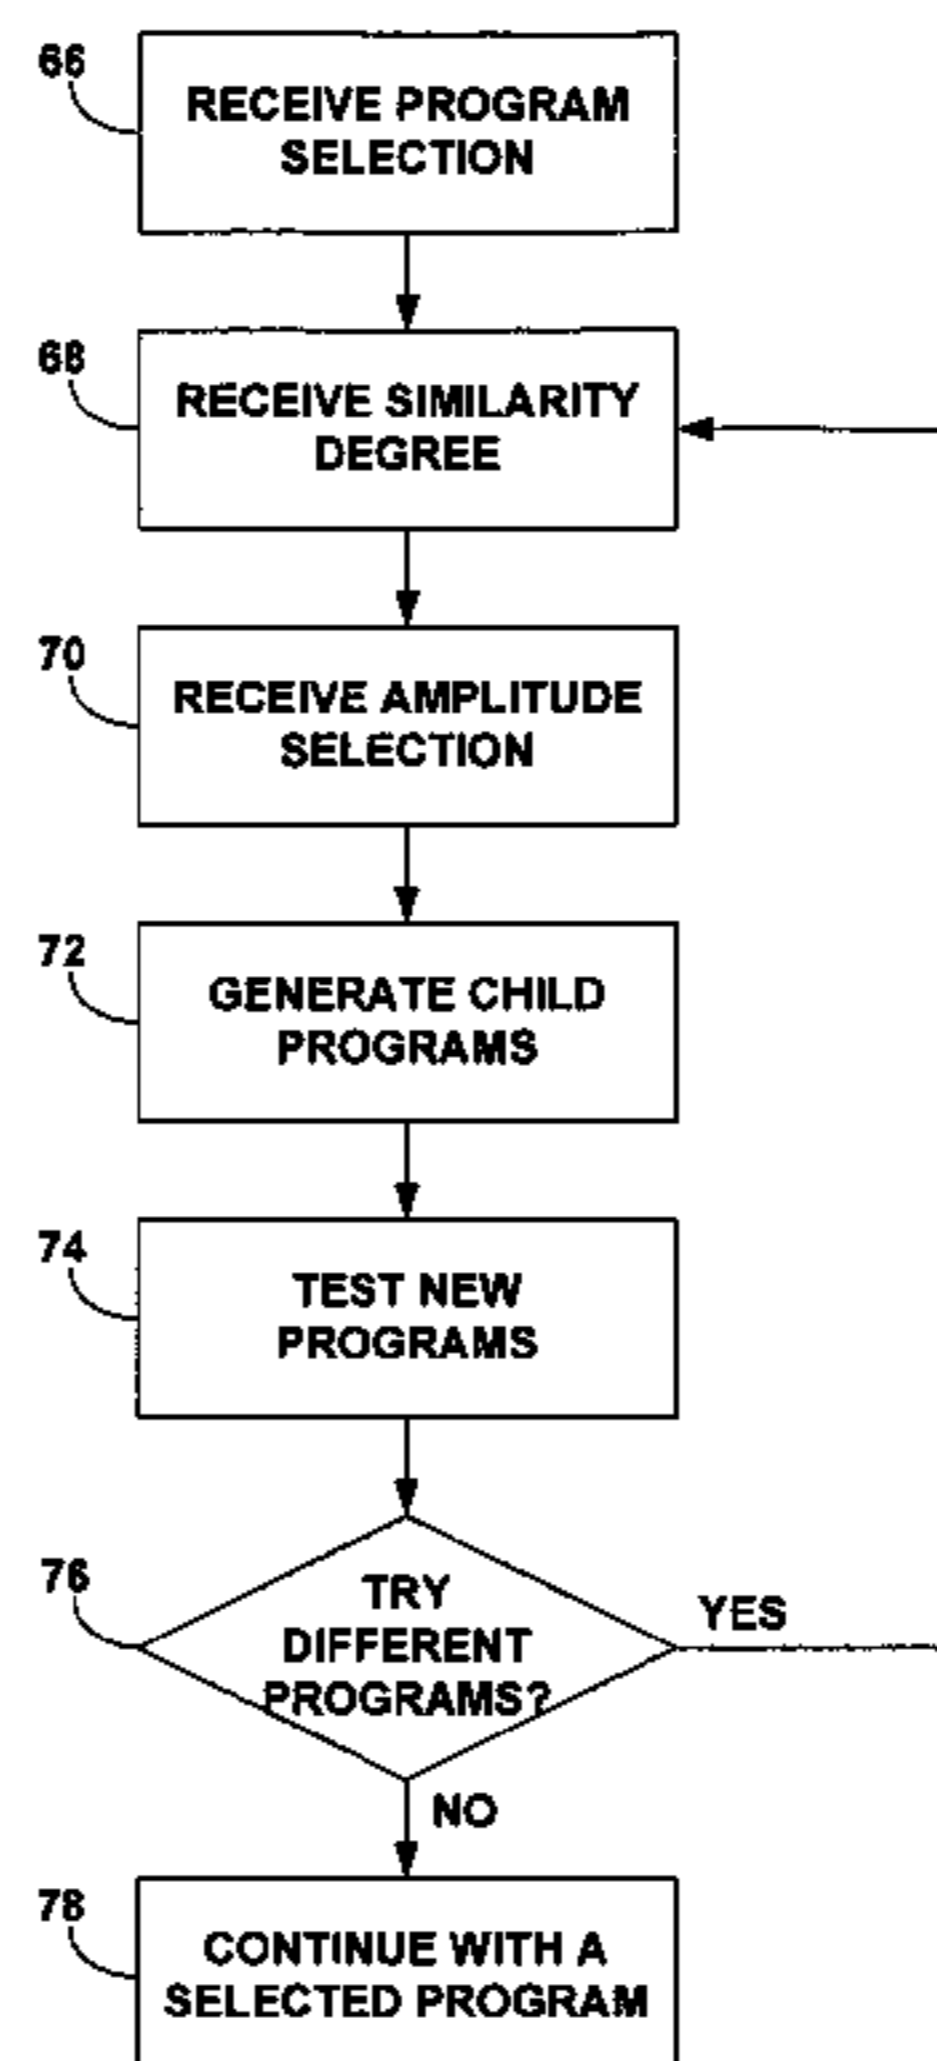 66
RECEIVE PROGRAM
SELECTION
68
RECEIVE SIMILARITY
DEGREE
70
RECEIVE AMPLITUDE
SELECTION
72
GENERATE CHILD
PROGRAMS
74
TEST NEW
PROGRAMS
76
TRY
DIFFERENT
PROGRAMS?
YES
NO
78
CONTINUE WITH A
SELECTED PROGRAM